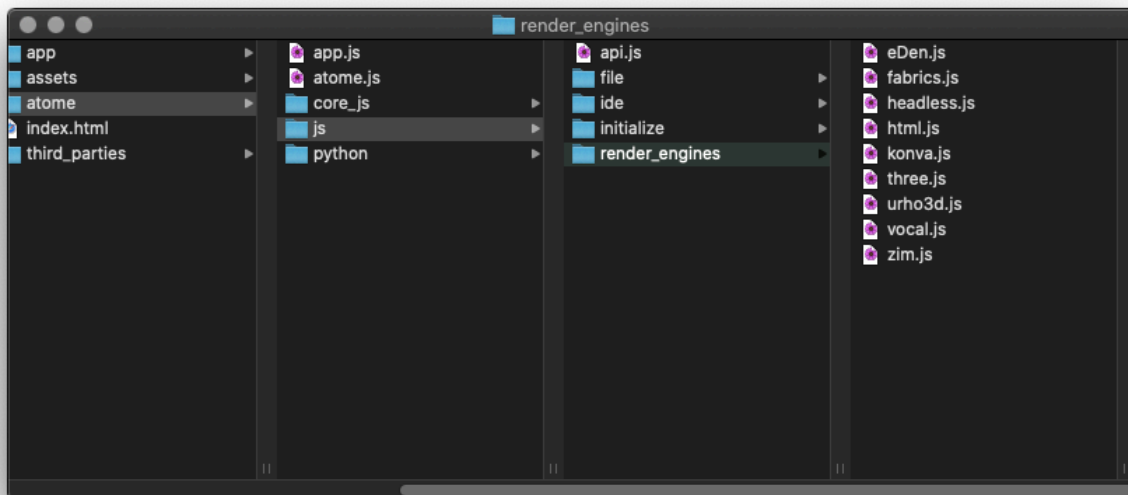 render_engines
app
assets
atome
index.html
third_parties
app.js
atome.js
core_js
js
python
api.js
file
ide
initialize
render_engines
eDen.js
fabrics.js
headless.js
html.js
konva.js
three.js
urho3d.js
vocal.js
zim.js